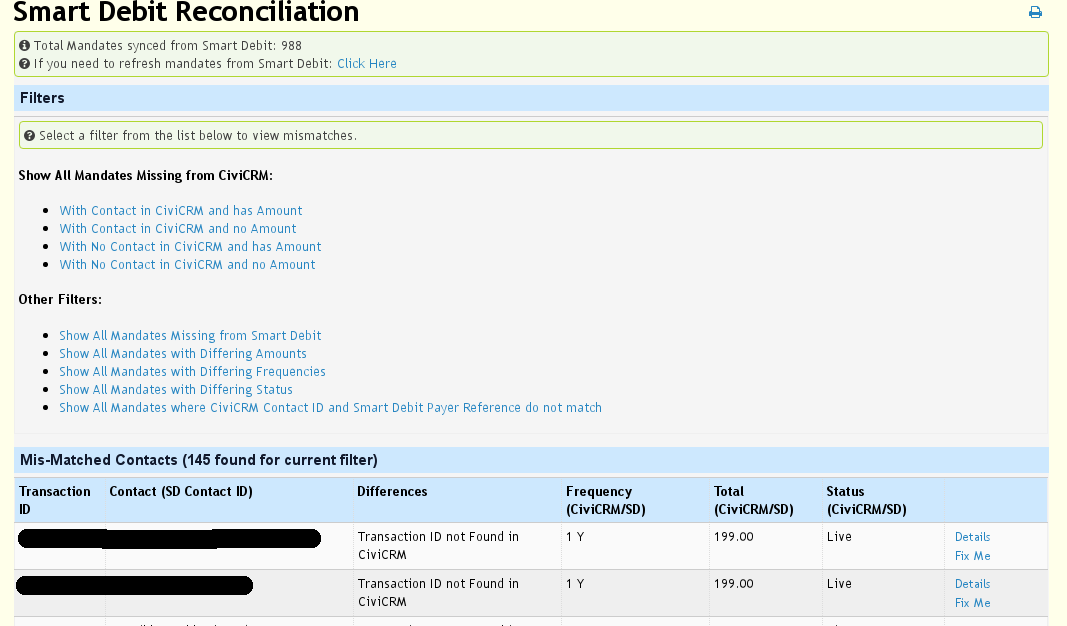 Smart Debit Reconciliation
Total Mandates synced from Smart Debit: 988
If you need to refresh mandates from Smart Debit: Click Here
Filters
Select a filter from the list below to view mismatches.
Show All Mandates Missing from CiviCRM:
With Contact in CiviCRM and has Amount
With Contact in CiviCRM and no Amount
With No Contact in CiviCRM and has Amount
With No Contact in CiviCRM and no Amount
Other Filters:
Show All Mandates Missing from Smart Debit
Show All Mandates with Differing Amounts
Show All Mandates with Differing Frequencies
Show All Mandates with Differing Status
Show All Mandates where CiviCRM Contact ID and Smart Debit Payer Reference do not match
Mis-Matched Contacts (145 found for current filter)
Transaction ID
Contact (SD Contact ID)
Differences
Frequency (CiviCRM/SD)
Total (CiviCRM/SD)
Status (CiviCRM/SD)
Transaction ID not Found in CiviCRM
1 Y
199.00
Live
Details
Fix Me
Transaction ID not Found in CiviCRM
1 Y
199.00
Live
Details
Fix Me